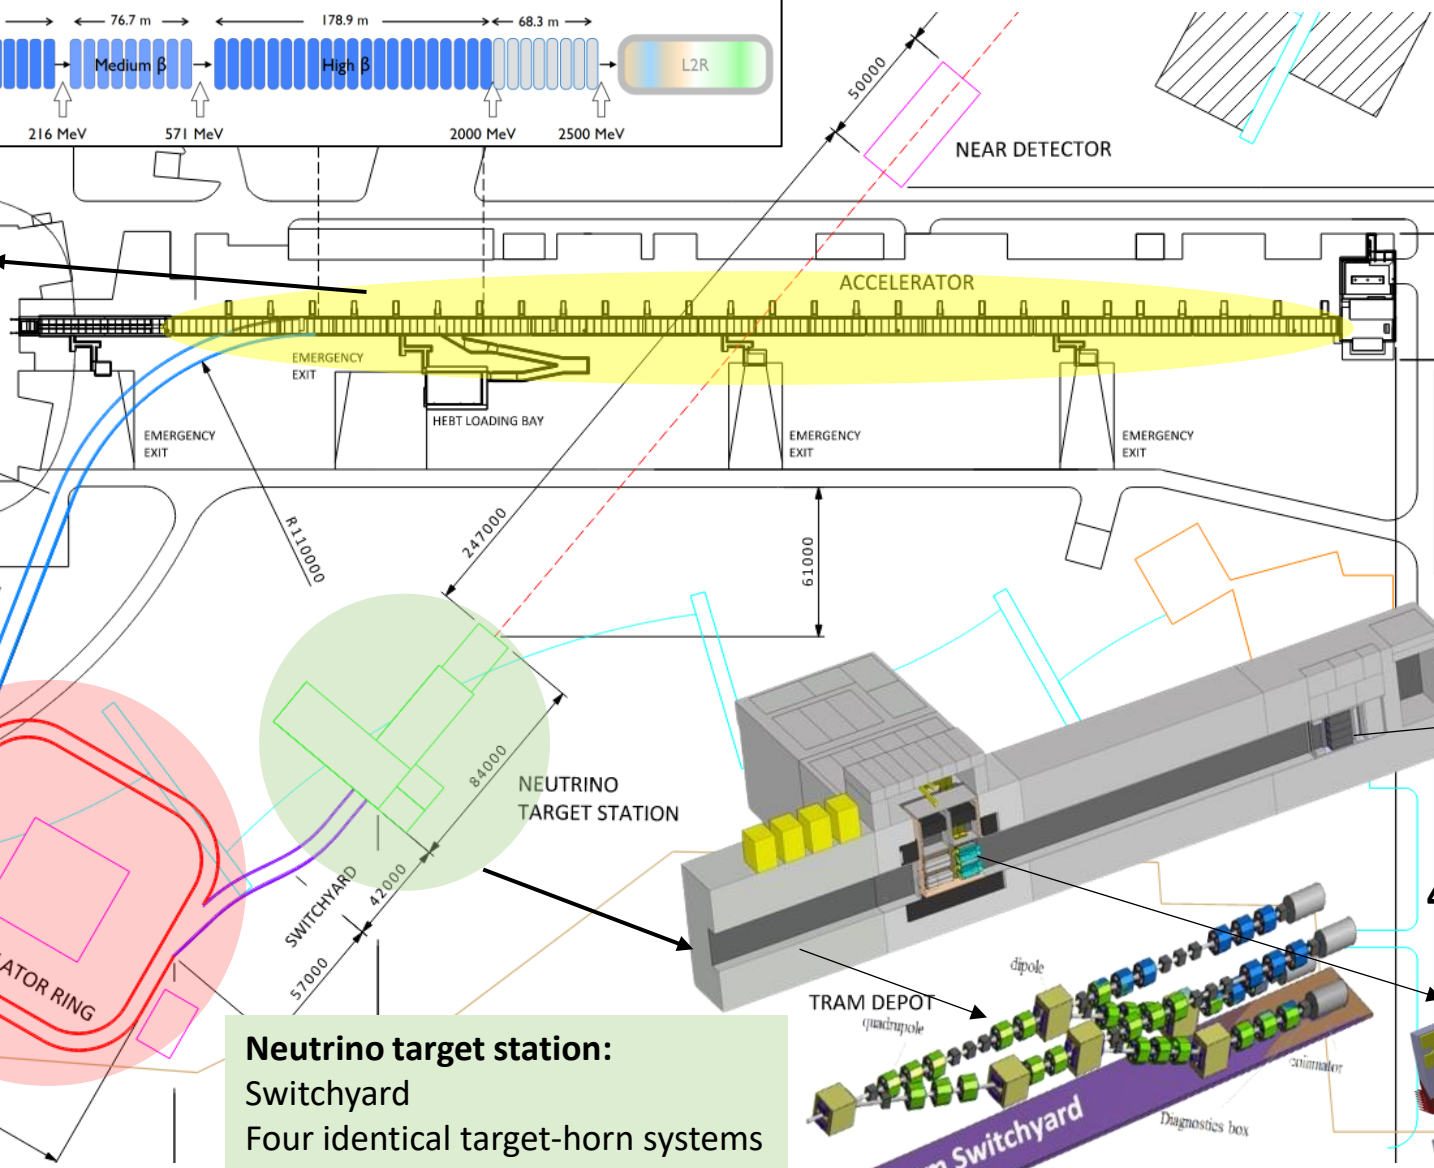 76.7 m
178.9 m
68.3 m
Medium β
High β
L2R
216 MeV
571 MeV
2000 MeV
2500 MeV
50000
NEAR DETECTOR
ACCELERATOR
EMERGENCY
EXIT
HEBT LOADING BAY
EMERGENCY
EXIT
EMERGENCY
EXIT
EMERGENCY
EXIT
R110000
247000
61000
84000
NEUTRINO
TARGET STATION
SWITCHYARD
42000
57000
LATOR RING
TRAM DEPOT
dipole
quadrupole
Diagnostics box
Switchyard
Neutrino target station:
Switchyard
Four identical target-horn systems